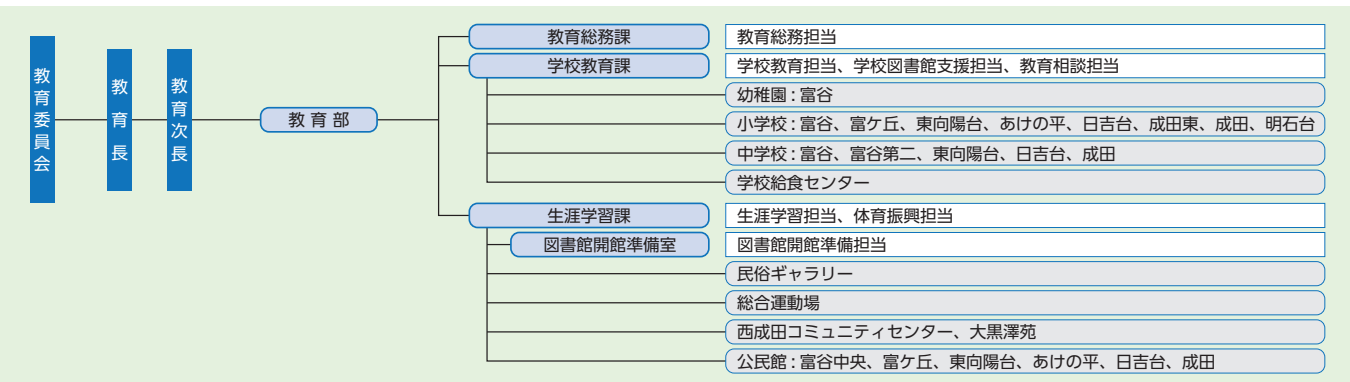 教育委員会
教育長
教育次長
教育部
教育総務課
教育総務担当
学校教育課
学校教育担当、学校図書館支援担当、教育相談担当
幼稚園:富谷
小学校:富谷、富ケ丘、東向陽台、あけの平、日吉台、成田東、成田、明石台
中学校:富谷、富谷第二、東向陽台、日吉台、成田
学校給食センター
生涯学習課
生涯学習担当、体育振興担当
図書館開館準備室
図書館開館準備担当
民俗ギャラリー
総合運動場
西成田コミュニティセンター、大黒澤苑
公民館:富谷中央、富ケ丘、東向陽台、あけの平、日吉台、成田